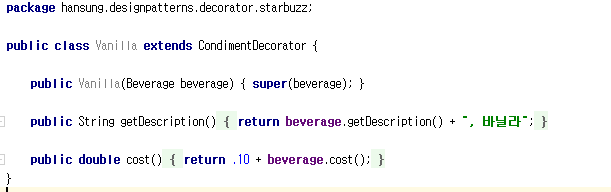 package hansung.designpatterns.decorator.starbuzz;
public class Vanilla extends CondimentDecorator {
public Vanilla(Beverage beverage) { super(beverage); }
public String getDescription() { return beverage.getDescription() + ", 바닐라"; }
public double cost() { return .10 + beverage.cost(); }
}